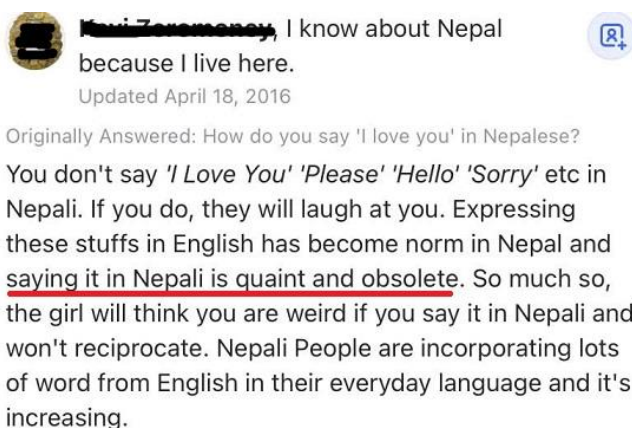 , I know about Nepal
because I live here.
Updated April 18, 2016
Originally Answered: How do you say 'I love you' in Nepalese?
You don't say 'I Love You' 'Please' 'Hello' 'Sorry' etc in
Nepali. If you do, they will laugh at you. Expressing
these stuffs in English has become norm in Nepal and
saying it in Nepali is quaint and obsolete. So much so,
the girl will think you are weird if you say it in Nepali and
won't reciprocate. Nepali People are incorporating lots
of word from English in their everyday language and it's
increasing.